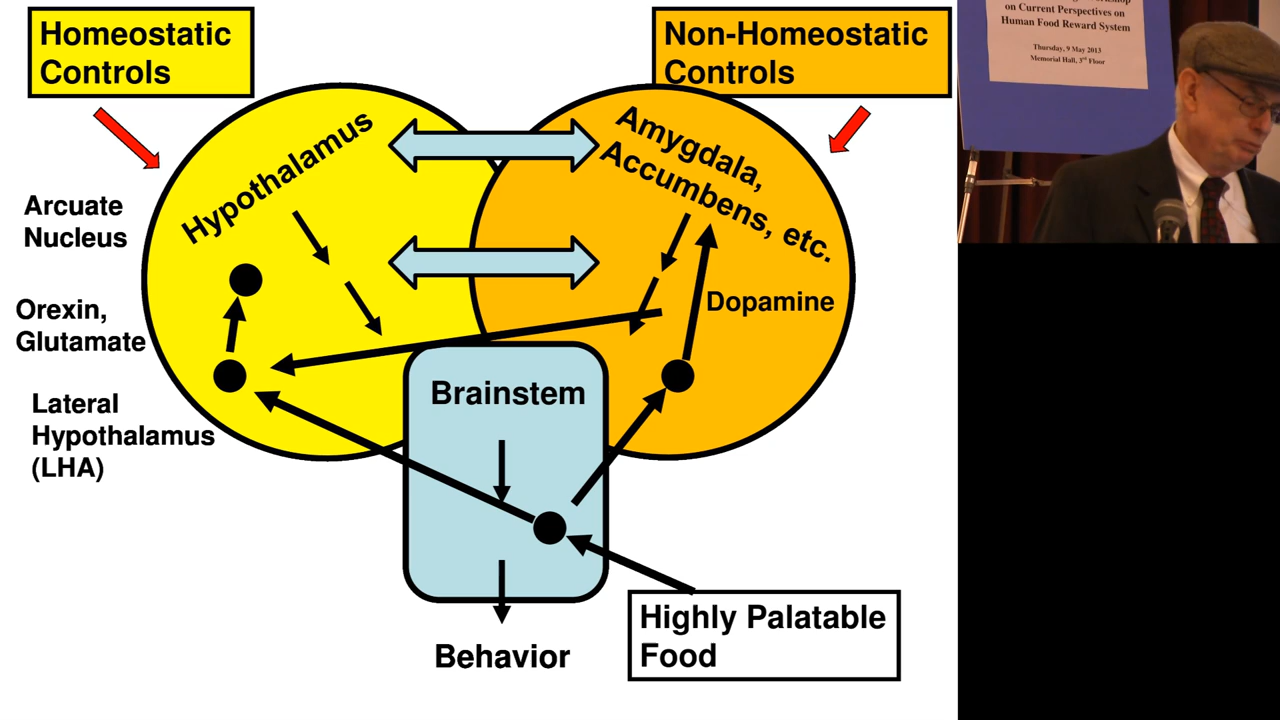 Homeostatic
Controls
Non-Homeostatic
Controls
Hypothalamus
Amygdala,
Accumbens, etc.
Arcuate
Nucleus
Orexin,
Glutamate
Dopamine
Lateral
Hypothalamus
(LHA)
Brainstem
Highly Palatable
Food
Behavior
on Current Perspectives on
Human Food Reward System
Thursday, 9 May 2013
Memorial Hall, 3rd Floor